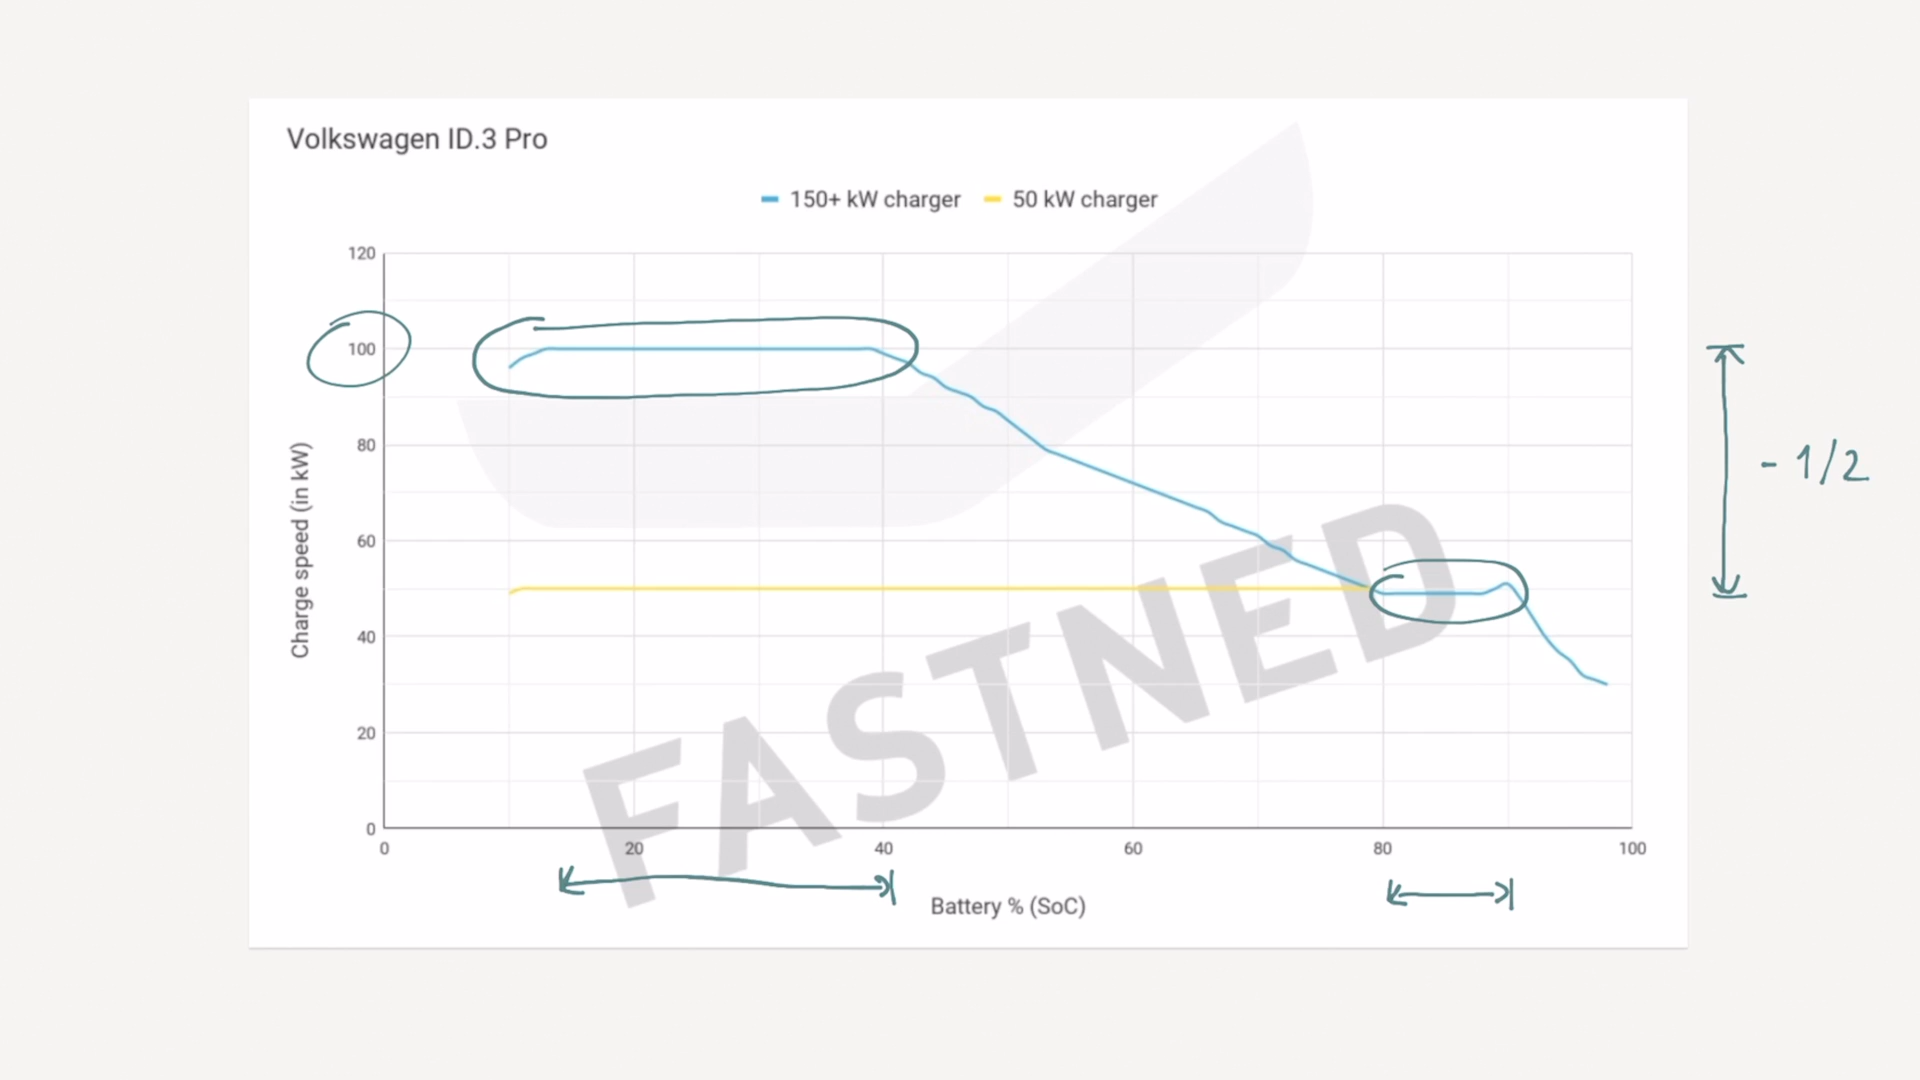 Volkswagen ID.3 Pro
150+ kW charger 50 kW charger
120
100
80
60
40
20
0
Charge speed (in kW)
0 20 40 60 80 100
Battery % (SoC)
FASTNED
- 1/2